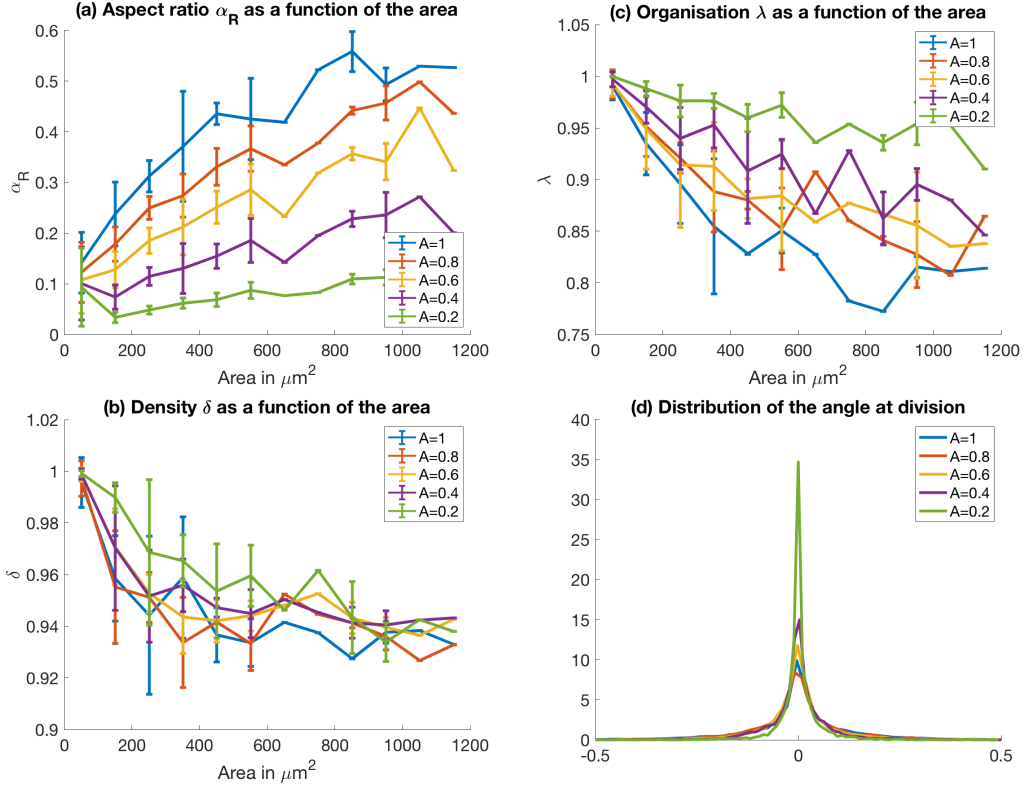 (a) Aspect ratio α_R as a function of the area
0.6
0.5
0.4
0.3
0.2
0.1
0
α_R
0 200 400 600 800 1000 1200
Area in μm²
A=1
A=0.8
A=0.6
A=0.4
A=0.2
(c) Organisation λ as a function of the area
1.05
1
0.95
0.9
0.85
0.8
0.75
λ
0 200 400 600 800 1000 1200
Area in μm²
A=1
A=0.8
A=0.6
A=0.4
A=0.2
(b) Density δ as a function of the area
1.02
1
0.98
0.96
0.94
0.92
0.9
δ
0 200 400 600 800 1000 1200
Area in μm²
A=1
A=0.8
A=0.6
A=0.4
A=0.2
(d) Distribution of the angle at division
40
35
30
25
20
15
10
5
0
-0.5 0 0.5
A=1
A=0.8
A=0.6
A=0.4
A=0.2